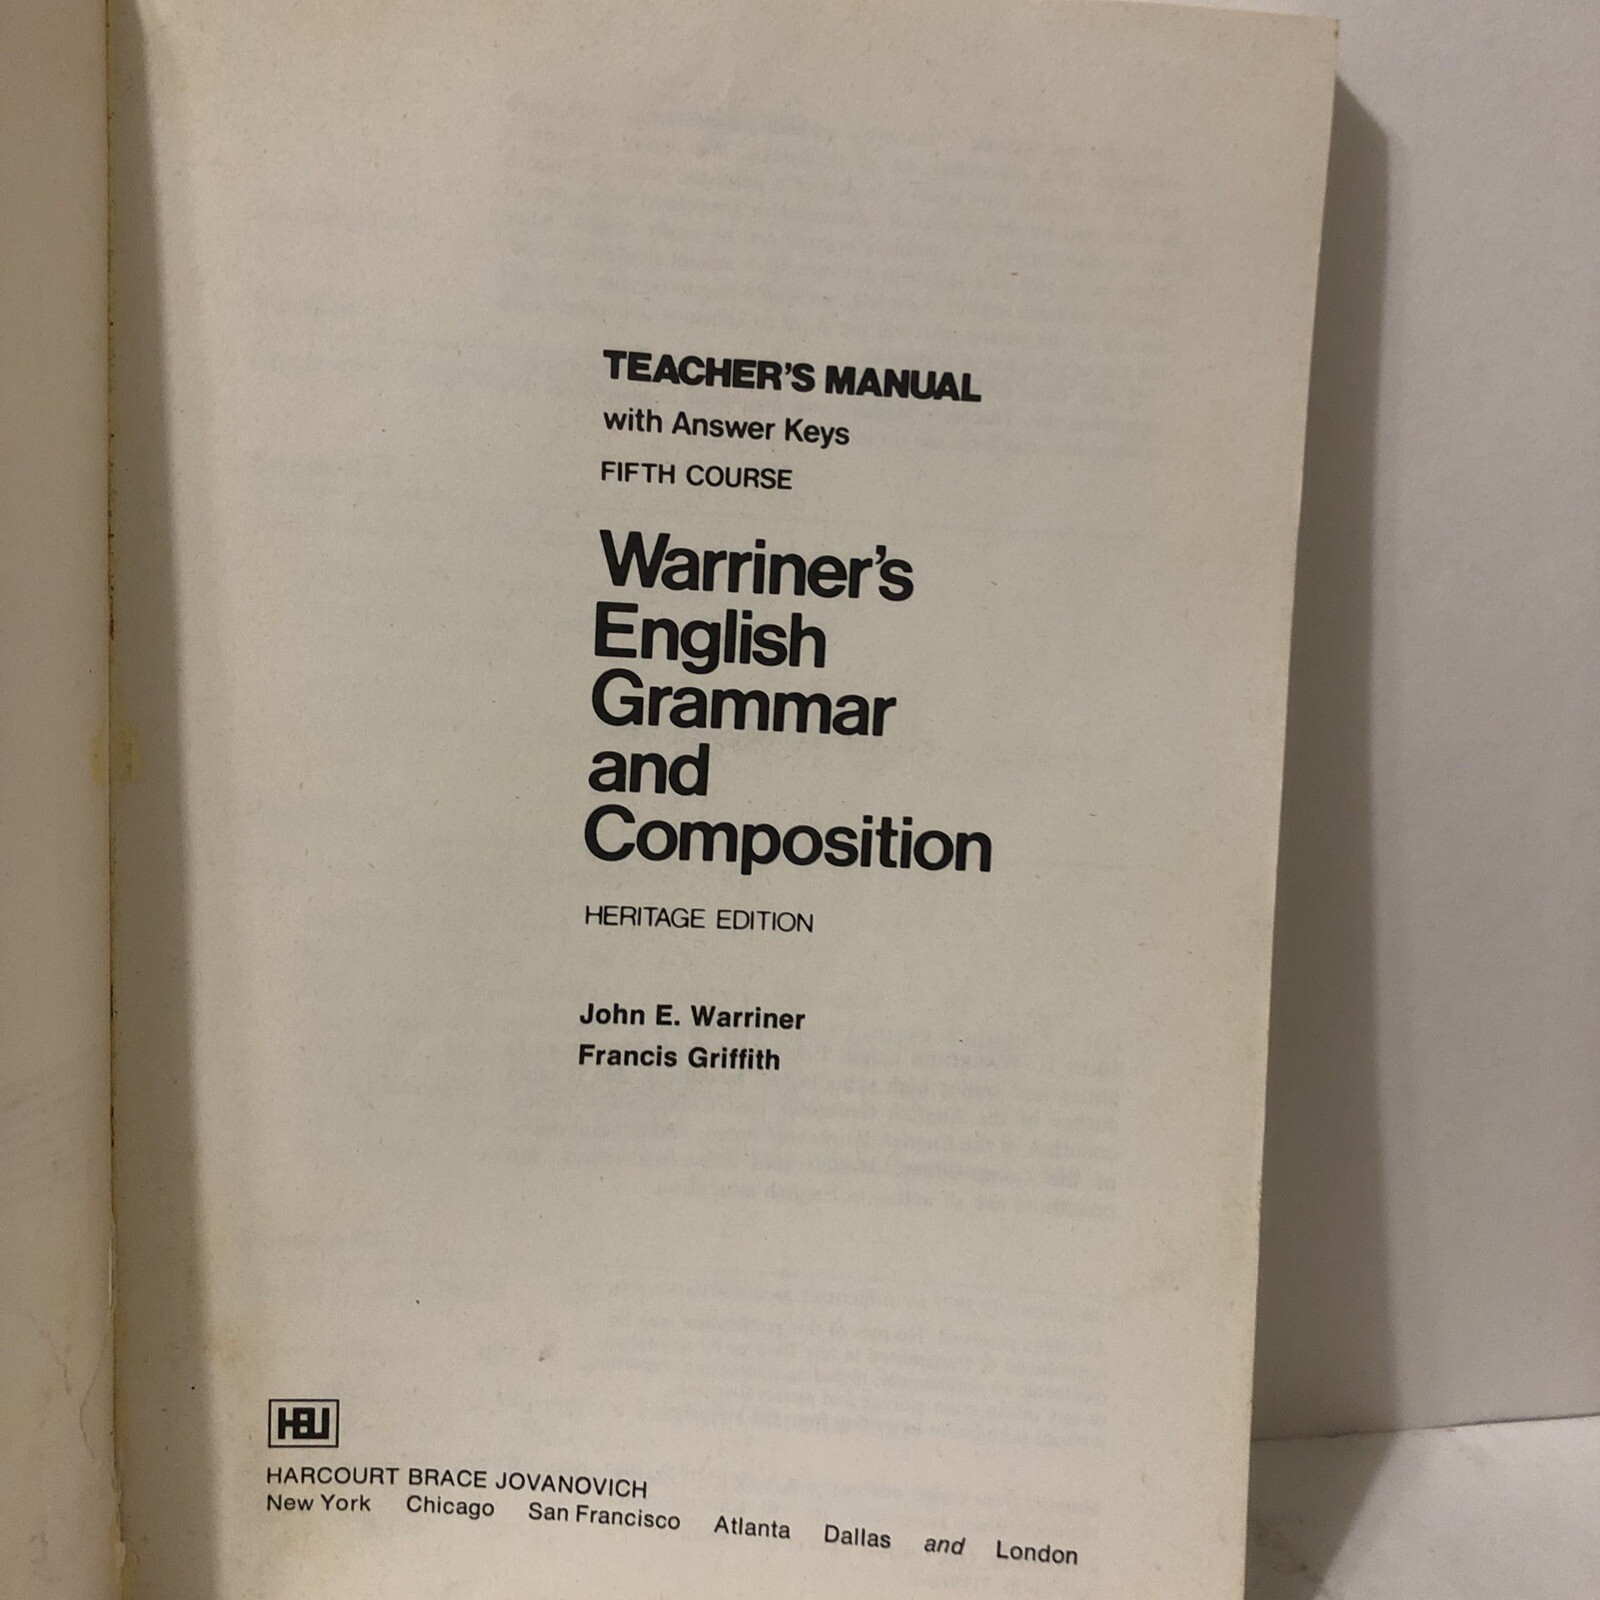 TEACHER'S MANUAL
with Answer Keys
FIFTH COURSE
Warriner's
English
Grammar
and
Composition
HERITAGE EDITION
John E. Warriner
Francis Griffith
HBJ
HARCOURT BRACE JOVANOVICH
New York Chicago San Francisco Atlanta Dallas and London